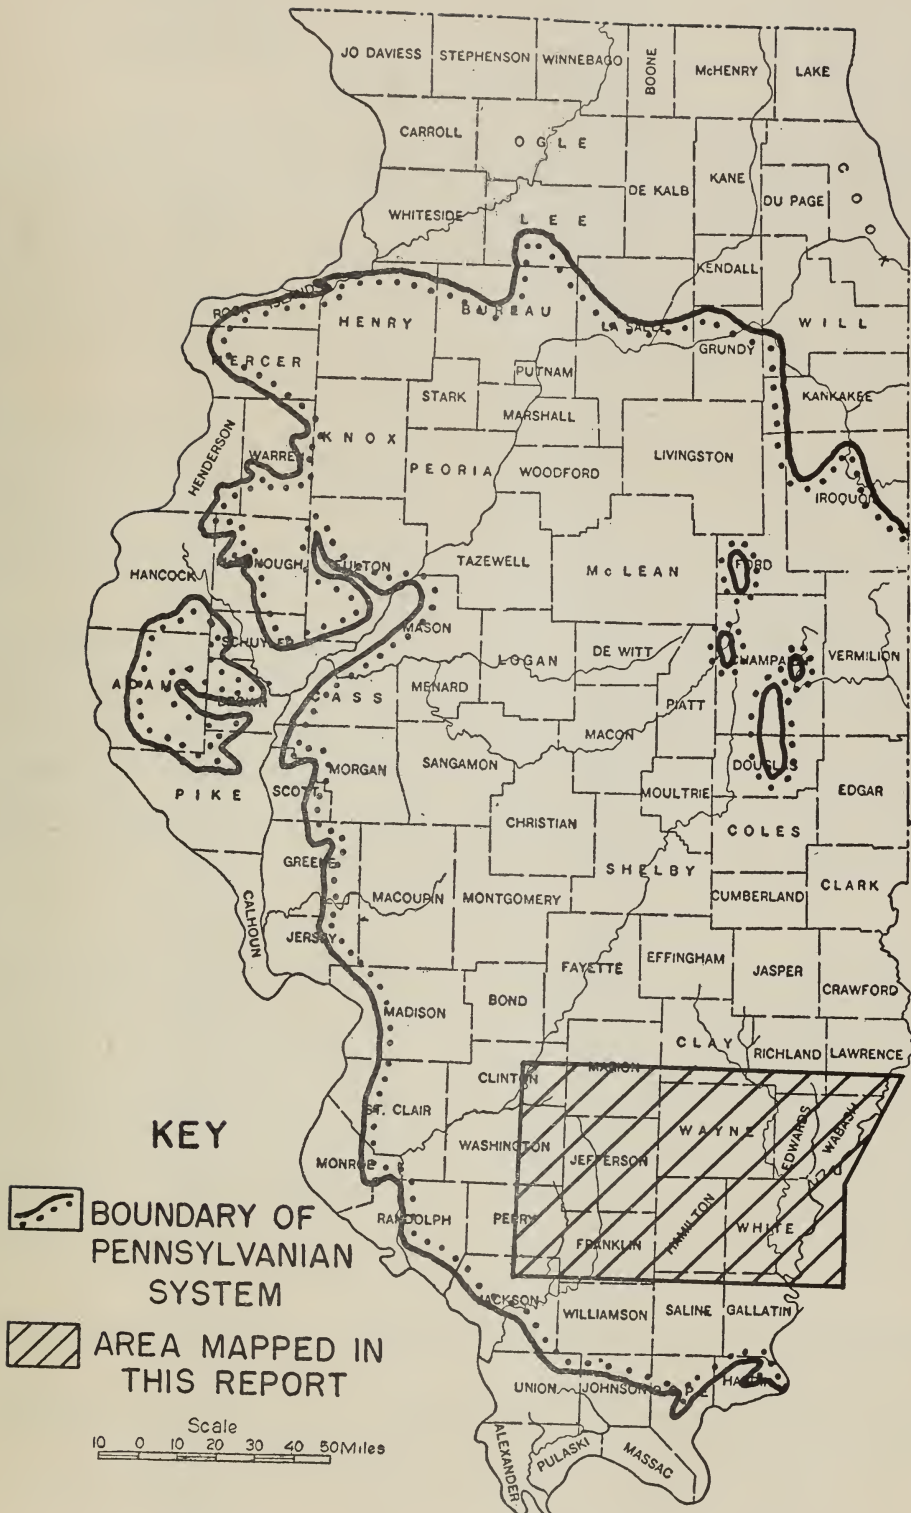 JO DAVIESS STEPHENSON WINNEBAGO BOONE McHENRY LAKE
CARROLL OGLE DE KALB KANE DU PAGE
WHITESIDE LEE KENDALL
ROCK ISLAND HENRY BUREAU LA SALLE GRUNDY WILL
MERCER STARK PUTNAM KANKAKEE
HENDERSON WARREN KNOX PEORIA MARSHALL WOODFORD LIVINGSTON IROQUOIS
HANCOCK FULTON TAZEWELL McLEAN FORD
SCHUYLER MASON LOGAN DE WITT CHAMPAIGN VERMILION
ADAMS BROWN CASS MENARD MACON PIATT
PIKE SCOTT MORGAN SANGAMON MOULTRIE DOUGLAS EDGAR
CHRISTIAN SHELBY COLES
GREENE MACOUPIN MONTGOMERY CUMBERLAND CLARK
CALHOUN JERSEY FAYETTE EFFINGHAM JASPER CRAWFORD
MADISON BOND CLAY RICHLAND LAWRENCE
CLINTON MARION
ST. CLAIR WASHINGTON JEFFERSON WAYNE EDWARDS WABASH
MONROE RANDOLPH PERRY FRANKLIN HAMILTON WHITE
JACKSON WILLIAMSON SALINE GALLATIN
UNION JOHNSON POPE HARDIN
ALEXANDER PULASKI MASSAC
KEY
BOUNDARY OF
PENNSYLVANIAN
SYSTEM
AREA MAPPED IN
THIS REPORT
Scale
10 0 10 20 30 40 50 Miles